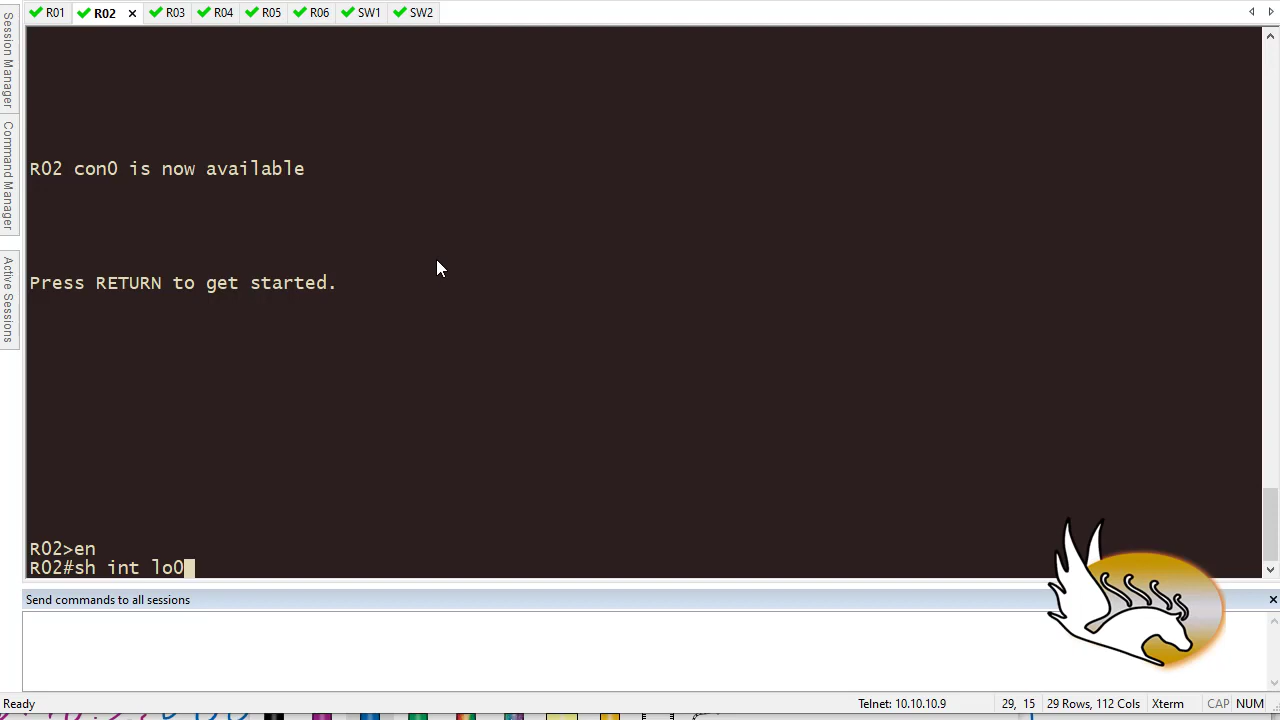 R01 R02 R03 R04 R05 R06 SW1 SW2
Session Manager
Command Manager
Active Sessions
R02 con0 is now available
Press RETURN to get started.
R02>en
R02#sh int lo0
Send commands to all sessions
Ready Telnet: 10.10.10.9 29, 15 29 Rows, 112 Cols Xterm CAP NUM